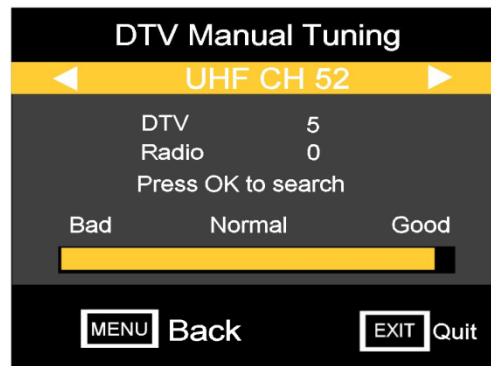 DTV Manual Tuning
UHF CH 52
DTV 5
Radio 0
Press OK to search
Bad Normal Good
MENU Back EXIT Quit